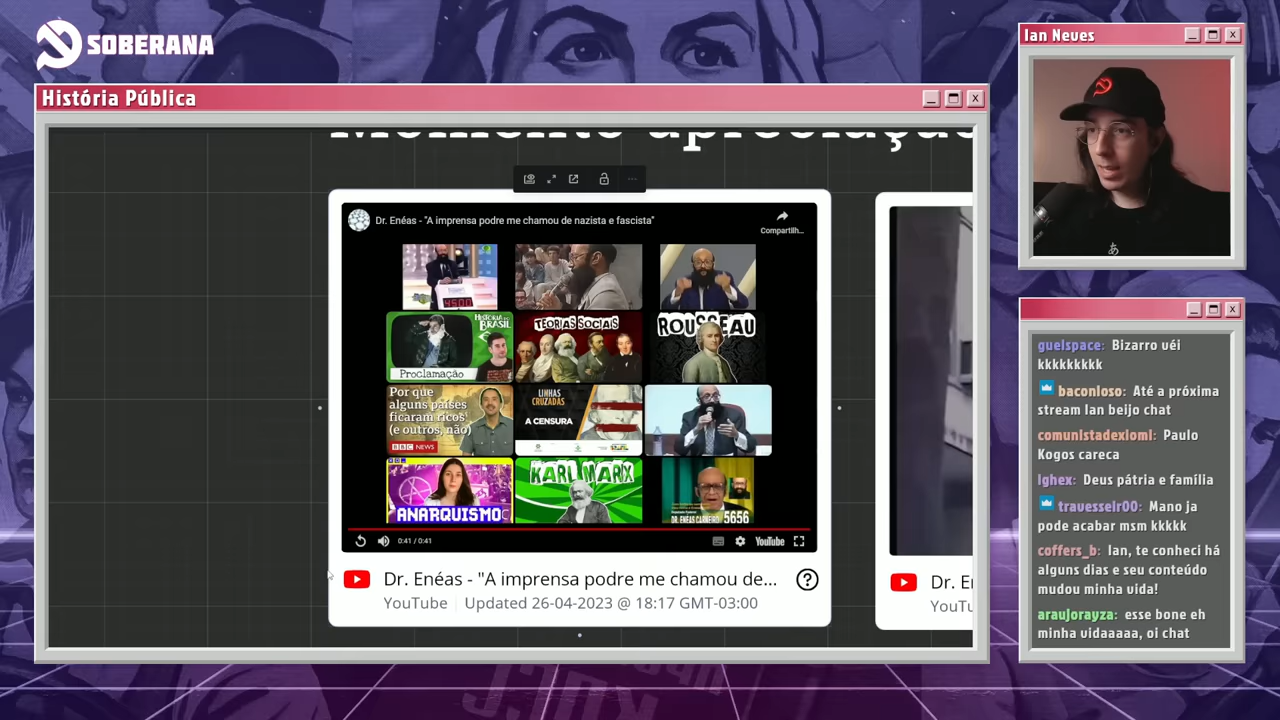 SOBERANA
História Pública
Momento apreciação
Dr. Enéas - "A imprensa podre me chamou de nazista e fascista"
Compartilh...
4500
HISTÓRIA DO
BRASIL
Proclamação
TEORIAS SOCIAIS
ROUSSEAU
Por que
alguns países
ficaram ricos
(e outros, não)
BBC NEWS
LINHAS
CRUZADAS
A CENSURA
ANARQUISMO
KARL MARX
DR. ENÉAS CARNEIRO 5656
0:41 / 0:41
YouTube
Dr. Enéas - "A imprensa podre me chamou de...
YouTube | Updated 26-04-2023 @ 18:17 GMT-03:00
Dr. En
YouTu
Ian Neves
あ
guelspace: Bizarro véi
kkkkkkkk
baconloso: Até a próxima
stream Ian beijo chat
comunistadexiomi: Paulo
Kogos careca
lghex: Deus pátria e família
travesseir00: Mano ja
pode acabar msm kkkkk
coffers_b: Ian, te conheci há
alguns dias e seu conteúdo
mudou minha vida!
araujorayza: esse bone eh
minha vidaaaaa, oi chat